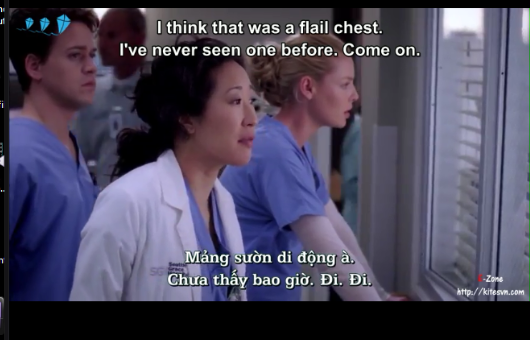 I think that was a flail chest.
I've never seen one before. Come on.
Mảng sườn di động à.
Chưa thấy bao giờ. Đi. Đi.
-Zone
http://kitesvn.com